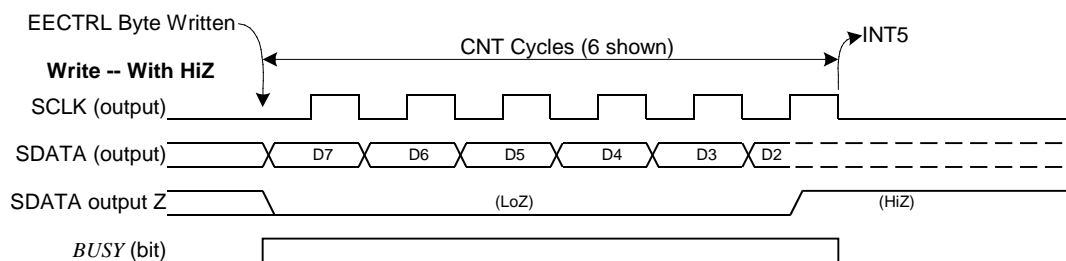 EECTRL Byte Written
CNT Cycles (6 shown)
INT5
Write -- With HiZ
SCLK (output)
SDATA (output)
D7 D6 D5 D4 D3 D2
SDATA output Z
(LoZ)
(HiZ)
BUSY (bit)